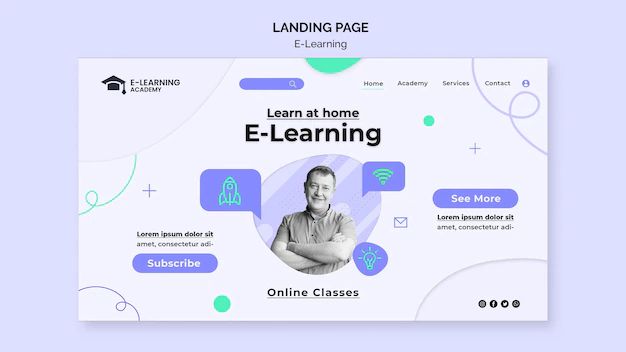 LANDING PAGE
E-Learning
E-LEARNING
ACADEMY
Home
Academy
Services
Contact
Learn at home
E-Learning
See More
Lorem ipsum dolor sit
amet, consectetur adi-
Lorem ipsum dolor sit
amet, consectetur adi-
Subscribe
Online Classes